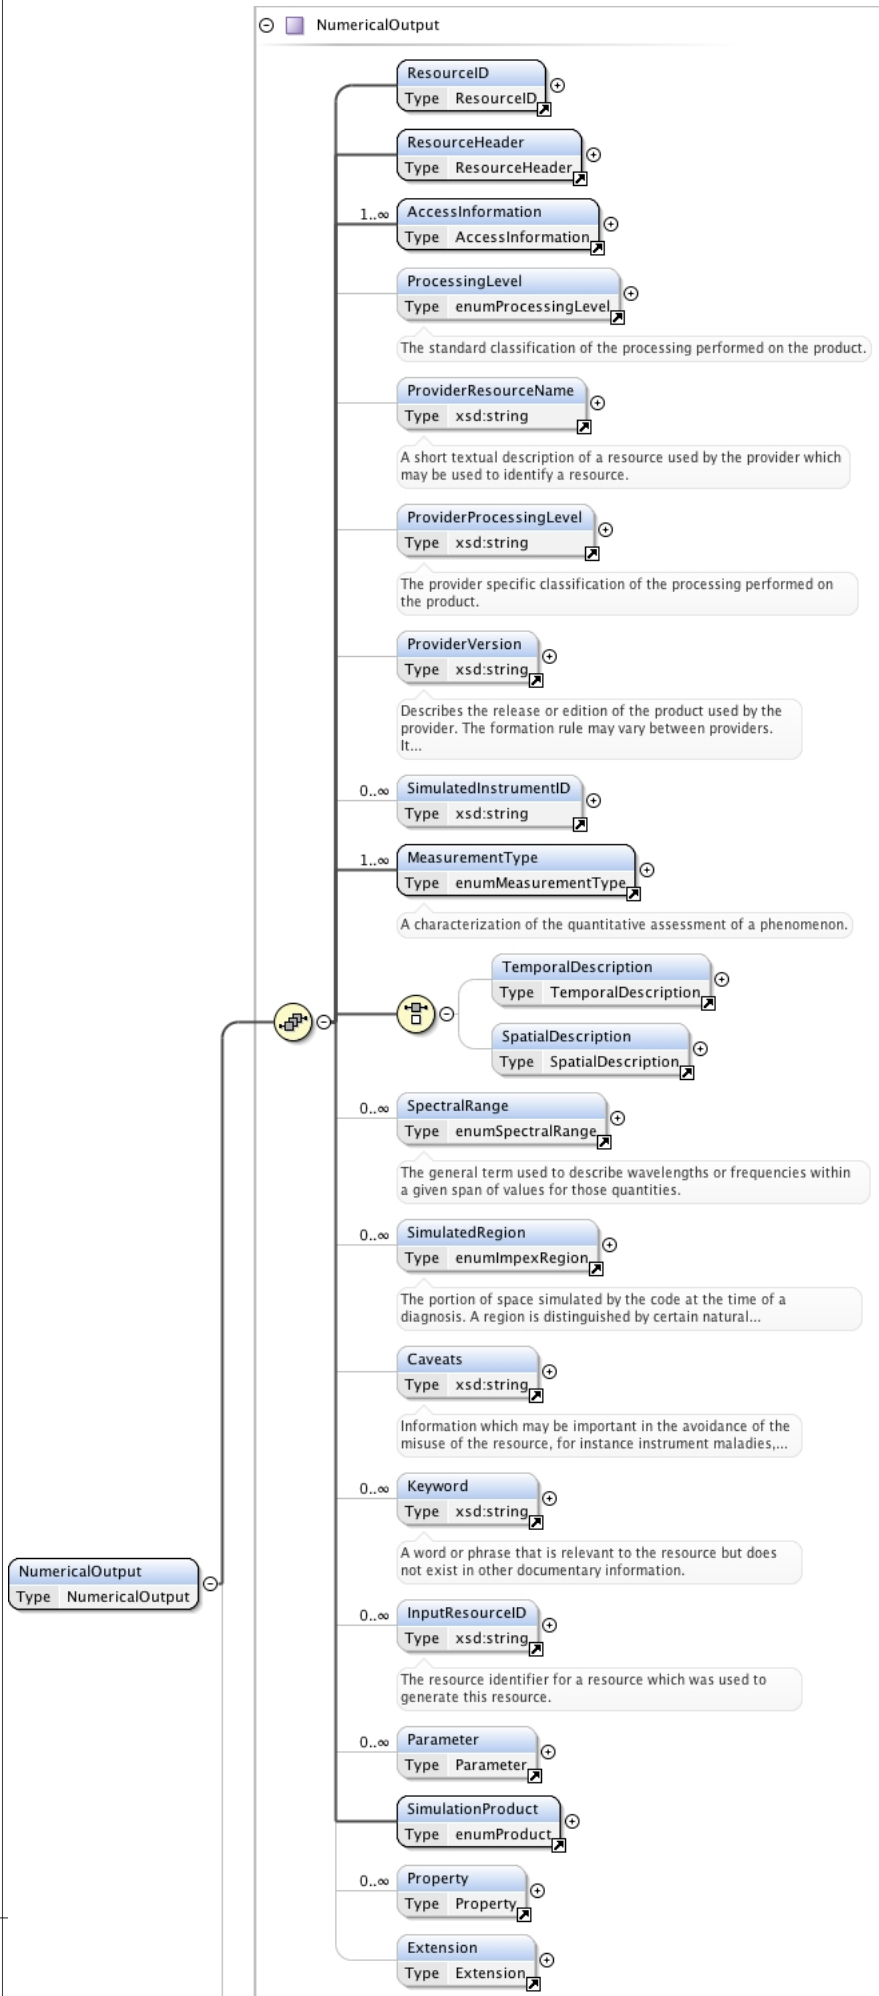 NumericalOutput
ResourceID
Type ResourceID
ResourceHeader
Type ResourceHeader
1..∞ AccessInformation
Type AccessInformation
ProcessingLevel
Type enumProcessingLevel
The standard classification of the processing performed on the product.
ProviderResourceName
Type xsd:string
A short textual description of a resource used by the provider which
may be used to identify a resource.
ProviderProcessingLevel
Type xsd:string
The provider specific classification of the processing performed on
the product.
ProviderVersion
Type xsd:string
Describes the release or edition of the product used by the
provider. The formation rule may vary between providers.
It...
0..∞ SimulatedInstrumentID
Type xsd:string
1..∞ MeasurementType
Type enumMeasurementType
A characterization of the quantitative assessment of a phenomenon.
TemporalDescription
Type TemporalDescription
SpatialDescription
Type SpatialDescription
0..∞ SpectralRange
Type enumSpectralRange
The general term used to describe wavelengths or frequencies within
a given span of values for those quantities.
0..∞ SimulatedRegion
Type enumImpexRegion
The portion of space simulated by the code at the time of a
diagnosis. A region is distinguished by certain natural...
Caveats
Type xsd:string
Information which may be important in the avoidance of the
misuse of the resource, for instance instrument maladies,...
0..∞ Keyword
Type xsd:string
A word or phrase that is relevant to the resource but does
not exist in other documentary information.
NumericalOutput
Type NumericalOutput
0..∞ InputResourceID
Type xsd:string
The resource identifier for a resource which was used to
generate this resource.
0..∞ Parameter
Type Parameter
SimulationProduct
Type enumProduct
0..∞ Property
Type Property
Extension
Type Extension